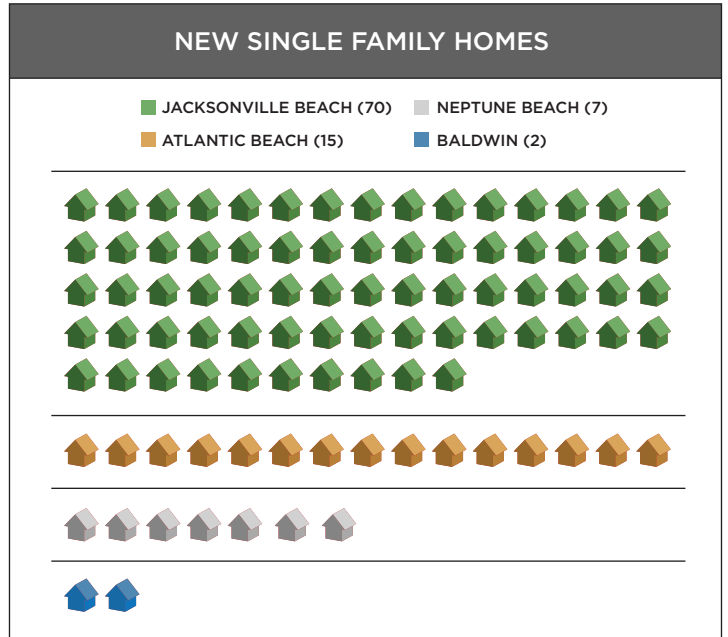 NEW SINGLE FAMILY HOMES
JACKSONVILLE BEACH (70) NEPTUNE BEACH (7)
ATLANTIC BEACH (15) BALDWIN (2)